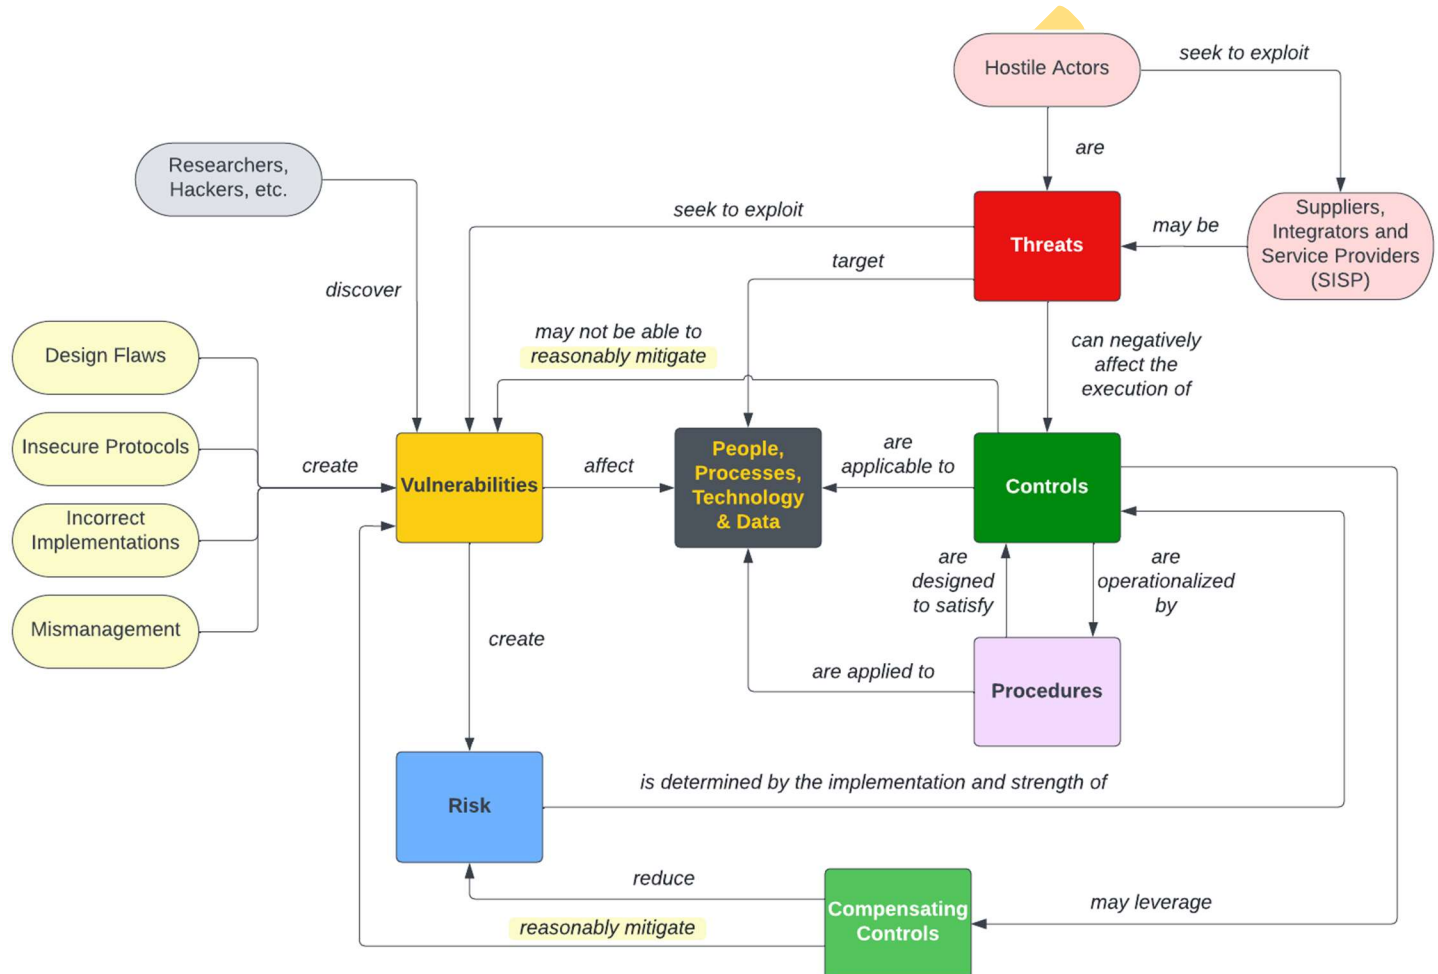 Hostile Actors
seek to exploit
are
Researchers,
Hackers, etc.
discover
seek to exploit
target
Threats
may be
Suppliers,
Integrators and
Service Providers
(SISP)
may not be able to
reasonably mitigate
can negatively
affect the
execution of
Design Flaws
Insecure Protocols
Incorrect
Implementations
Mismanagement
create
Vulnerabilities
affect
People,
Processes,
Technology
& Data
are
applicable to
Controls
are
designed
to satisfy
are
operationalized
by
create
are applied to
Procedures
Risk
is determined by the implementation and strength of
reduce
reasonably mitigate
Compensating
Controls
may leverage